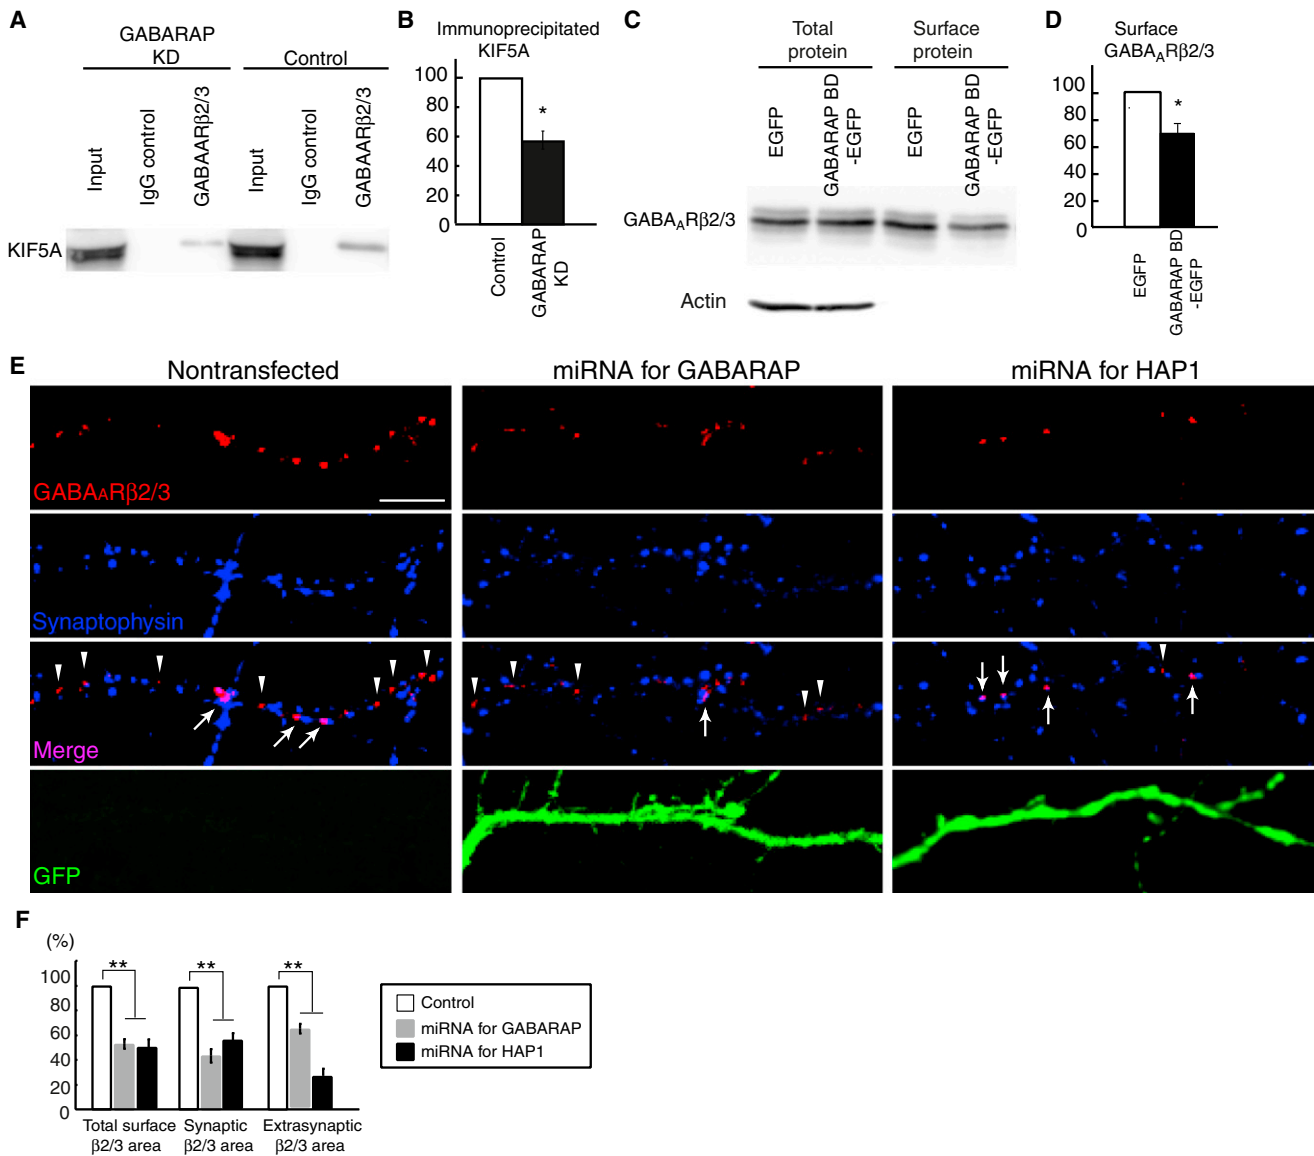 A
GABARAP
KD
Control
Input
IgG control
GABAARβ2/3
Input
IgG control
GABAARβ2/3
KIF5A
B
Immunoprecipitated
KIF5A
100
80
60
40
20
0
*
Control
GABARAP
KD
C
Total
protein
Surface
protein
EGFP
GABARAP BD
-EGFP
EGFP
GABARAP BD
-EGFP
GABAARβ2/3
Actin
D
Surface
GABAARβ2/3
100
80
60
40
20
0
*
EGFP
GABARAP BD
-EGFP
E
Nontransfected
miRNA for GABARAP
miRNA for HAP1
GABAARβ2/3
Synaptophysin
Merge
GFP
F
(%)
100
80
60
40
20
0
**
**
**
Total surface
β2/3 area
Synaptic
β2/3 area
Extrasynaptic
β2/3 area
Control
miRNA for GABARAP
miRNA for HAP1